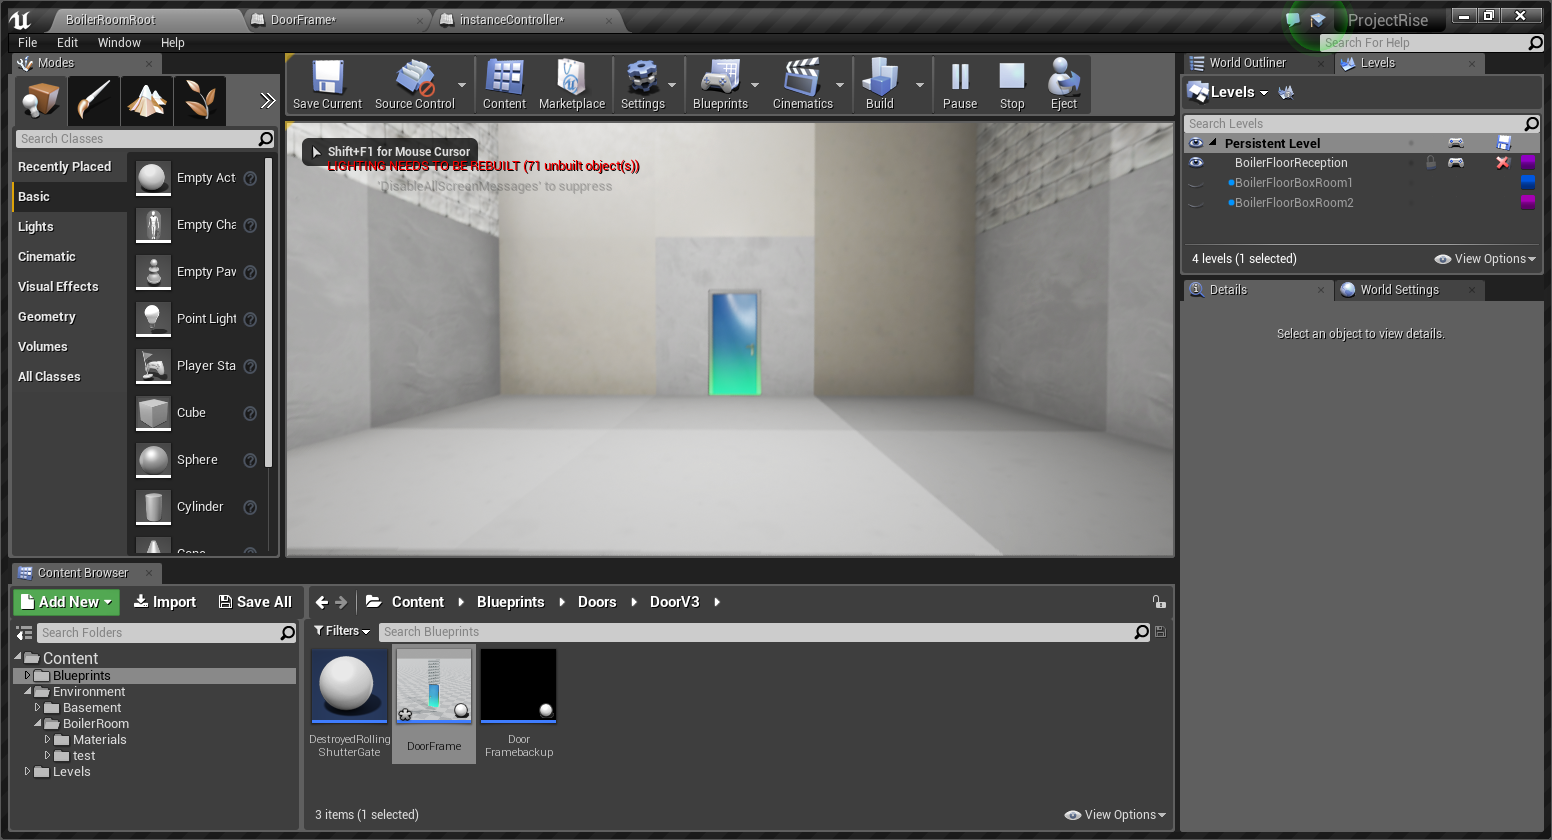 BoilerRoomRoot
DoorFrame*
instanceController*
ProjectRise
File Edit Window Help
Search For Help
Modes
Search Classes
Recently Placed
Basic
Lights
Cinematic
Visual Effects
Geometry
Volumes
All Classes
Empty Act
Empty Cha
Empty Paw
Point Light
Player Sta
Cube
Sphere
Cylinder
Cone
Save Current
Source Control
Content
Marketplace
Settings
Blueprints
Cinematics
Build
Pause
Stop
Eject
Shift+F1 for Mouse Cursor
LIGHTING NEEDS TO BE REBUILT (71 unbuilt object(s))
'DisableAllScreenMessages' to suppress
World Outliner
Levels
Levels
Search Levels
Persistent Level
BoilerFloorReception
BoilerFloorBoxRoom1
BoilerFloorBoxRoom2
4 levels (1 selected)
View Options
Details
World Settings
Select an object to view details.
Content Browser
Add New
Import
Save All
Content
Blueprints
Doors
DoorV3
Search Folders
Filters
Search Blueprints
Content
Blueprints
Environment
Basement
BoilerRoom
Materials
test
Levels
DestroyedRolling
ShutterGate
DoorFrame
Door
Framebackup
3 items (1 selected)
View Options